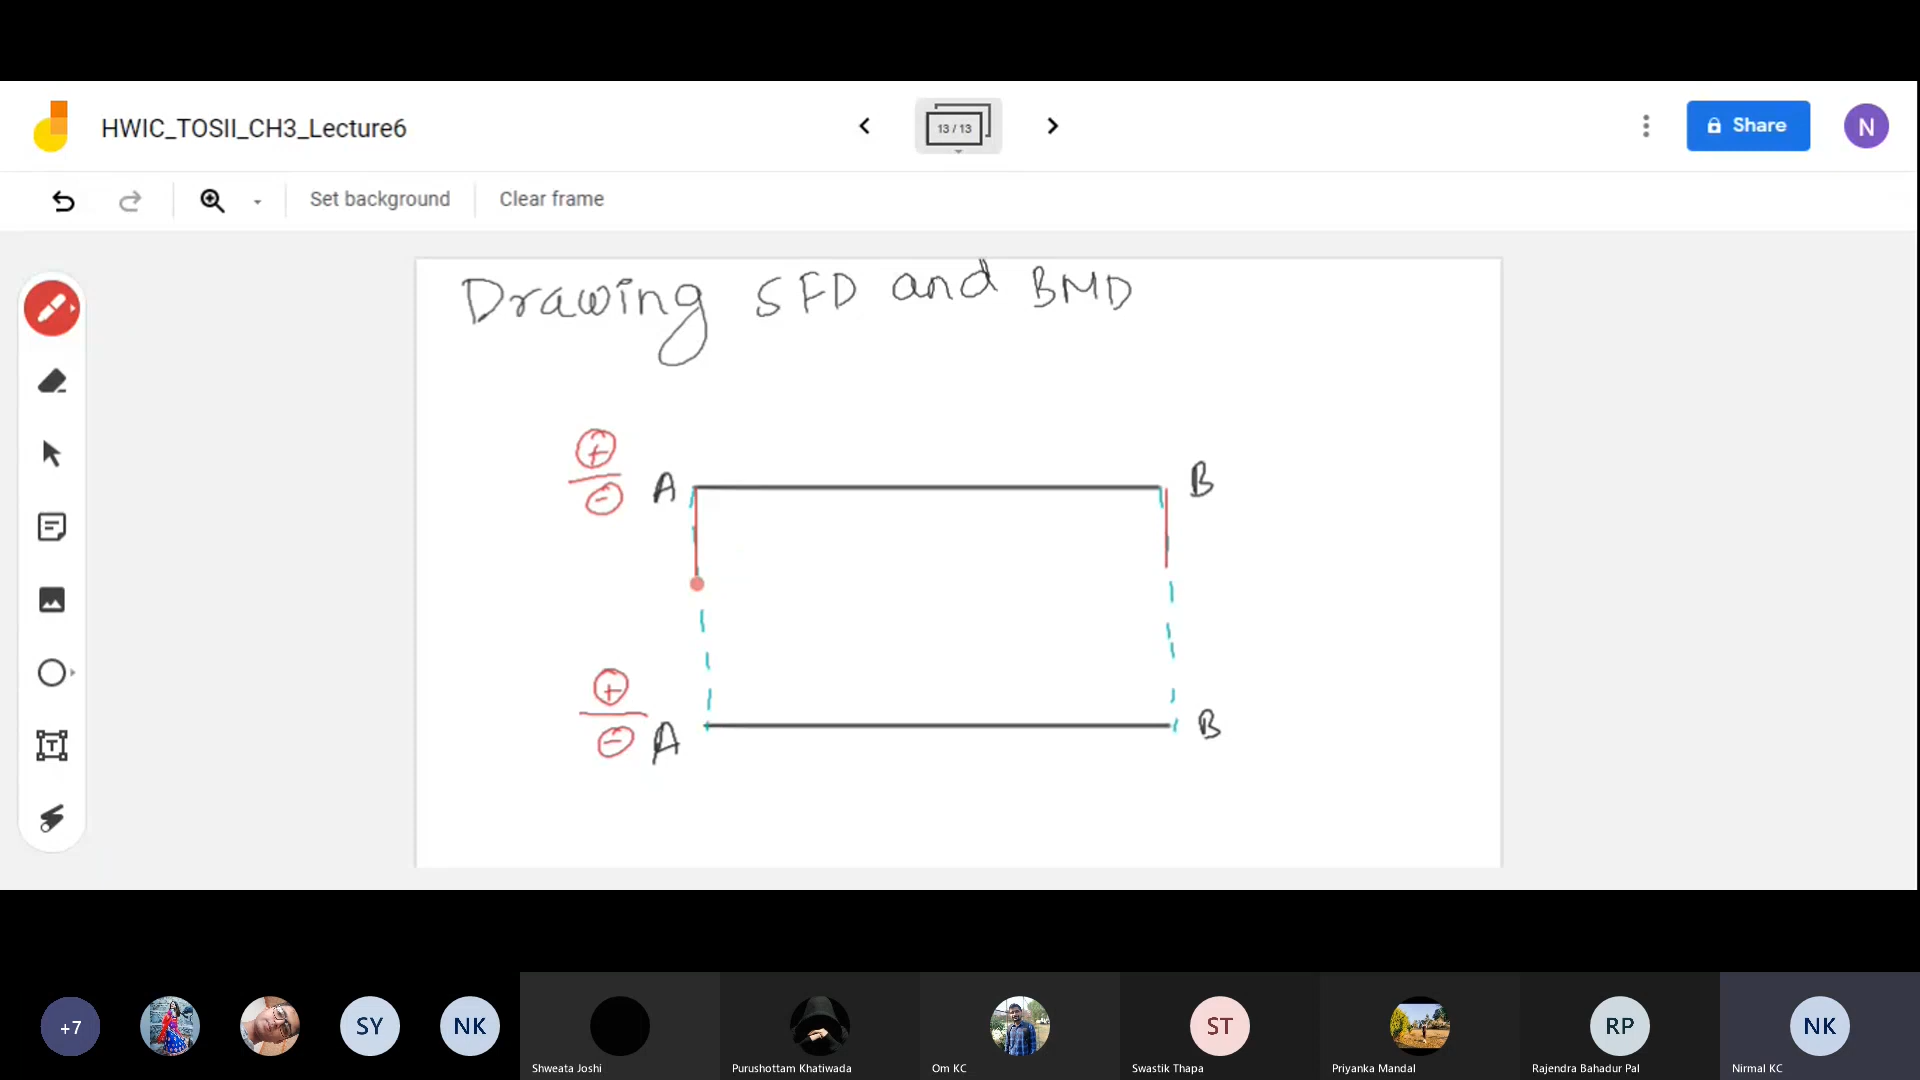 HWIC_TOSII_CH3_Lecture6
13 / 13
Share
N
Set background
Clear frame
Drawing SFD and BMD
+
A
B
-
+
A
B
-
+7
SY
NK
ST
RP
NK
Shweata Joshi
Purushottam Khatiwada
Om KC
Swastik Thapa
Priyanka Mandal
Rajendra Bahadur Pal
Nirmal KC